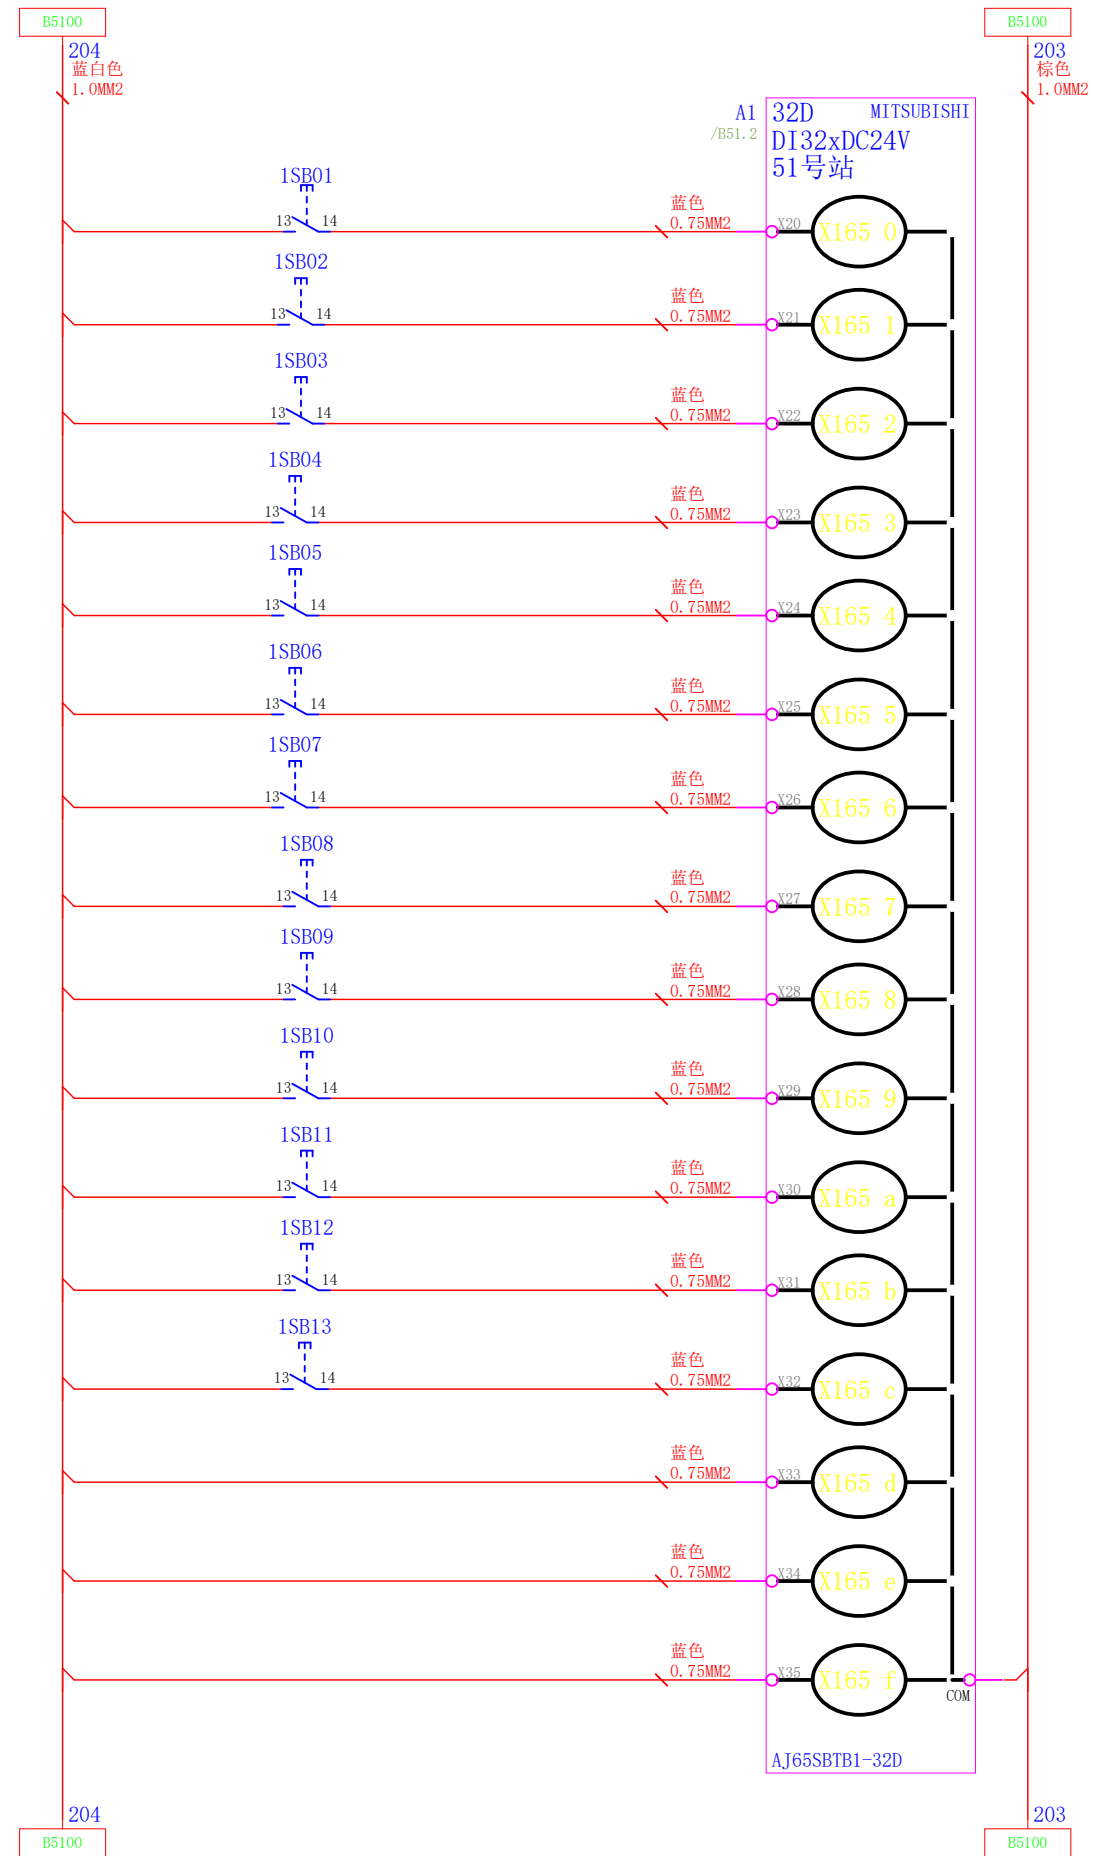 B5100
B5100
204
203
蓝白色
棕色
1.0MM2
1.0MM2
A1
32D
MITSUBISHI
/B51.2
DI32xDC24V
51号站
1SB01
蓝色
13
14
0.75MM2
X20
X165 0
1SB02
蓝色
13
14
0.75MM2
X21
X165 1
1SB03
蓝色
13
14
0.75MM2
X22
X165 2
1SB04
蓝色
13
14
0.75MM2
X23
X165 3
1SB05
蓝色
13
14
0.75MM2
X24
X165 4
1SB06
蓝色
13
14
0.75MM2
X25
X165 5
1SB07
蓝色
13
14
0.75MM2
X26
X165 6
1SB08
蓝色
13
14
0.75MM2
X27
X165 7
1SB09
蓝色
13
14
0.75MM2
X28
X165 8
1SB10
蓝色
13
14
0.75MM2
X29
X165 9
1SB11
蓝色
13
14
0.75MM2
X30
X165 a
1SB12
蓝色
13
14
0.75MM2
X31
X165 b
1SB13
蓝色
13
14
0.75MM2
X32
X165 c
蓝色
0.75MM2
X33
X165 d
蓝色
0.75MM2
X34
X165 e
蓝色
0.75MM2
X35
X165 f
COM
AJ65SBTB1-32D
204
203
B5100
B5100